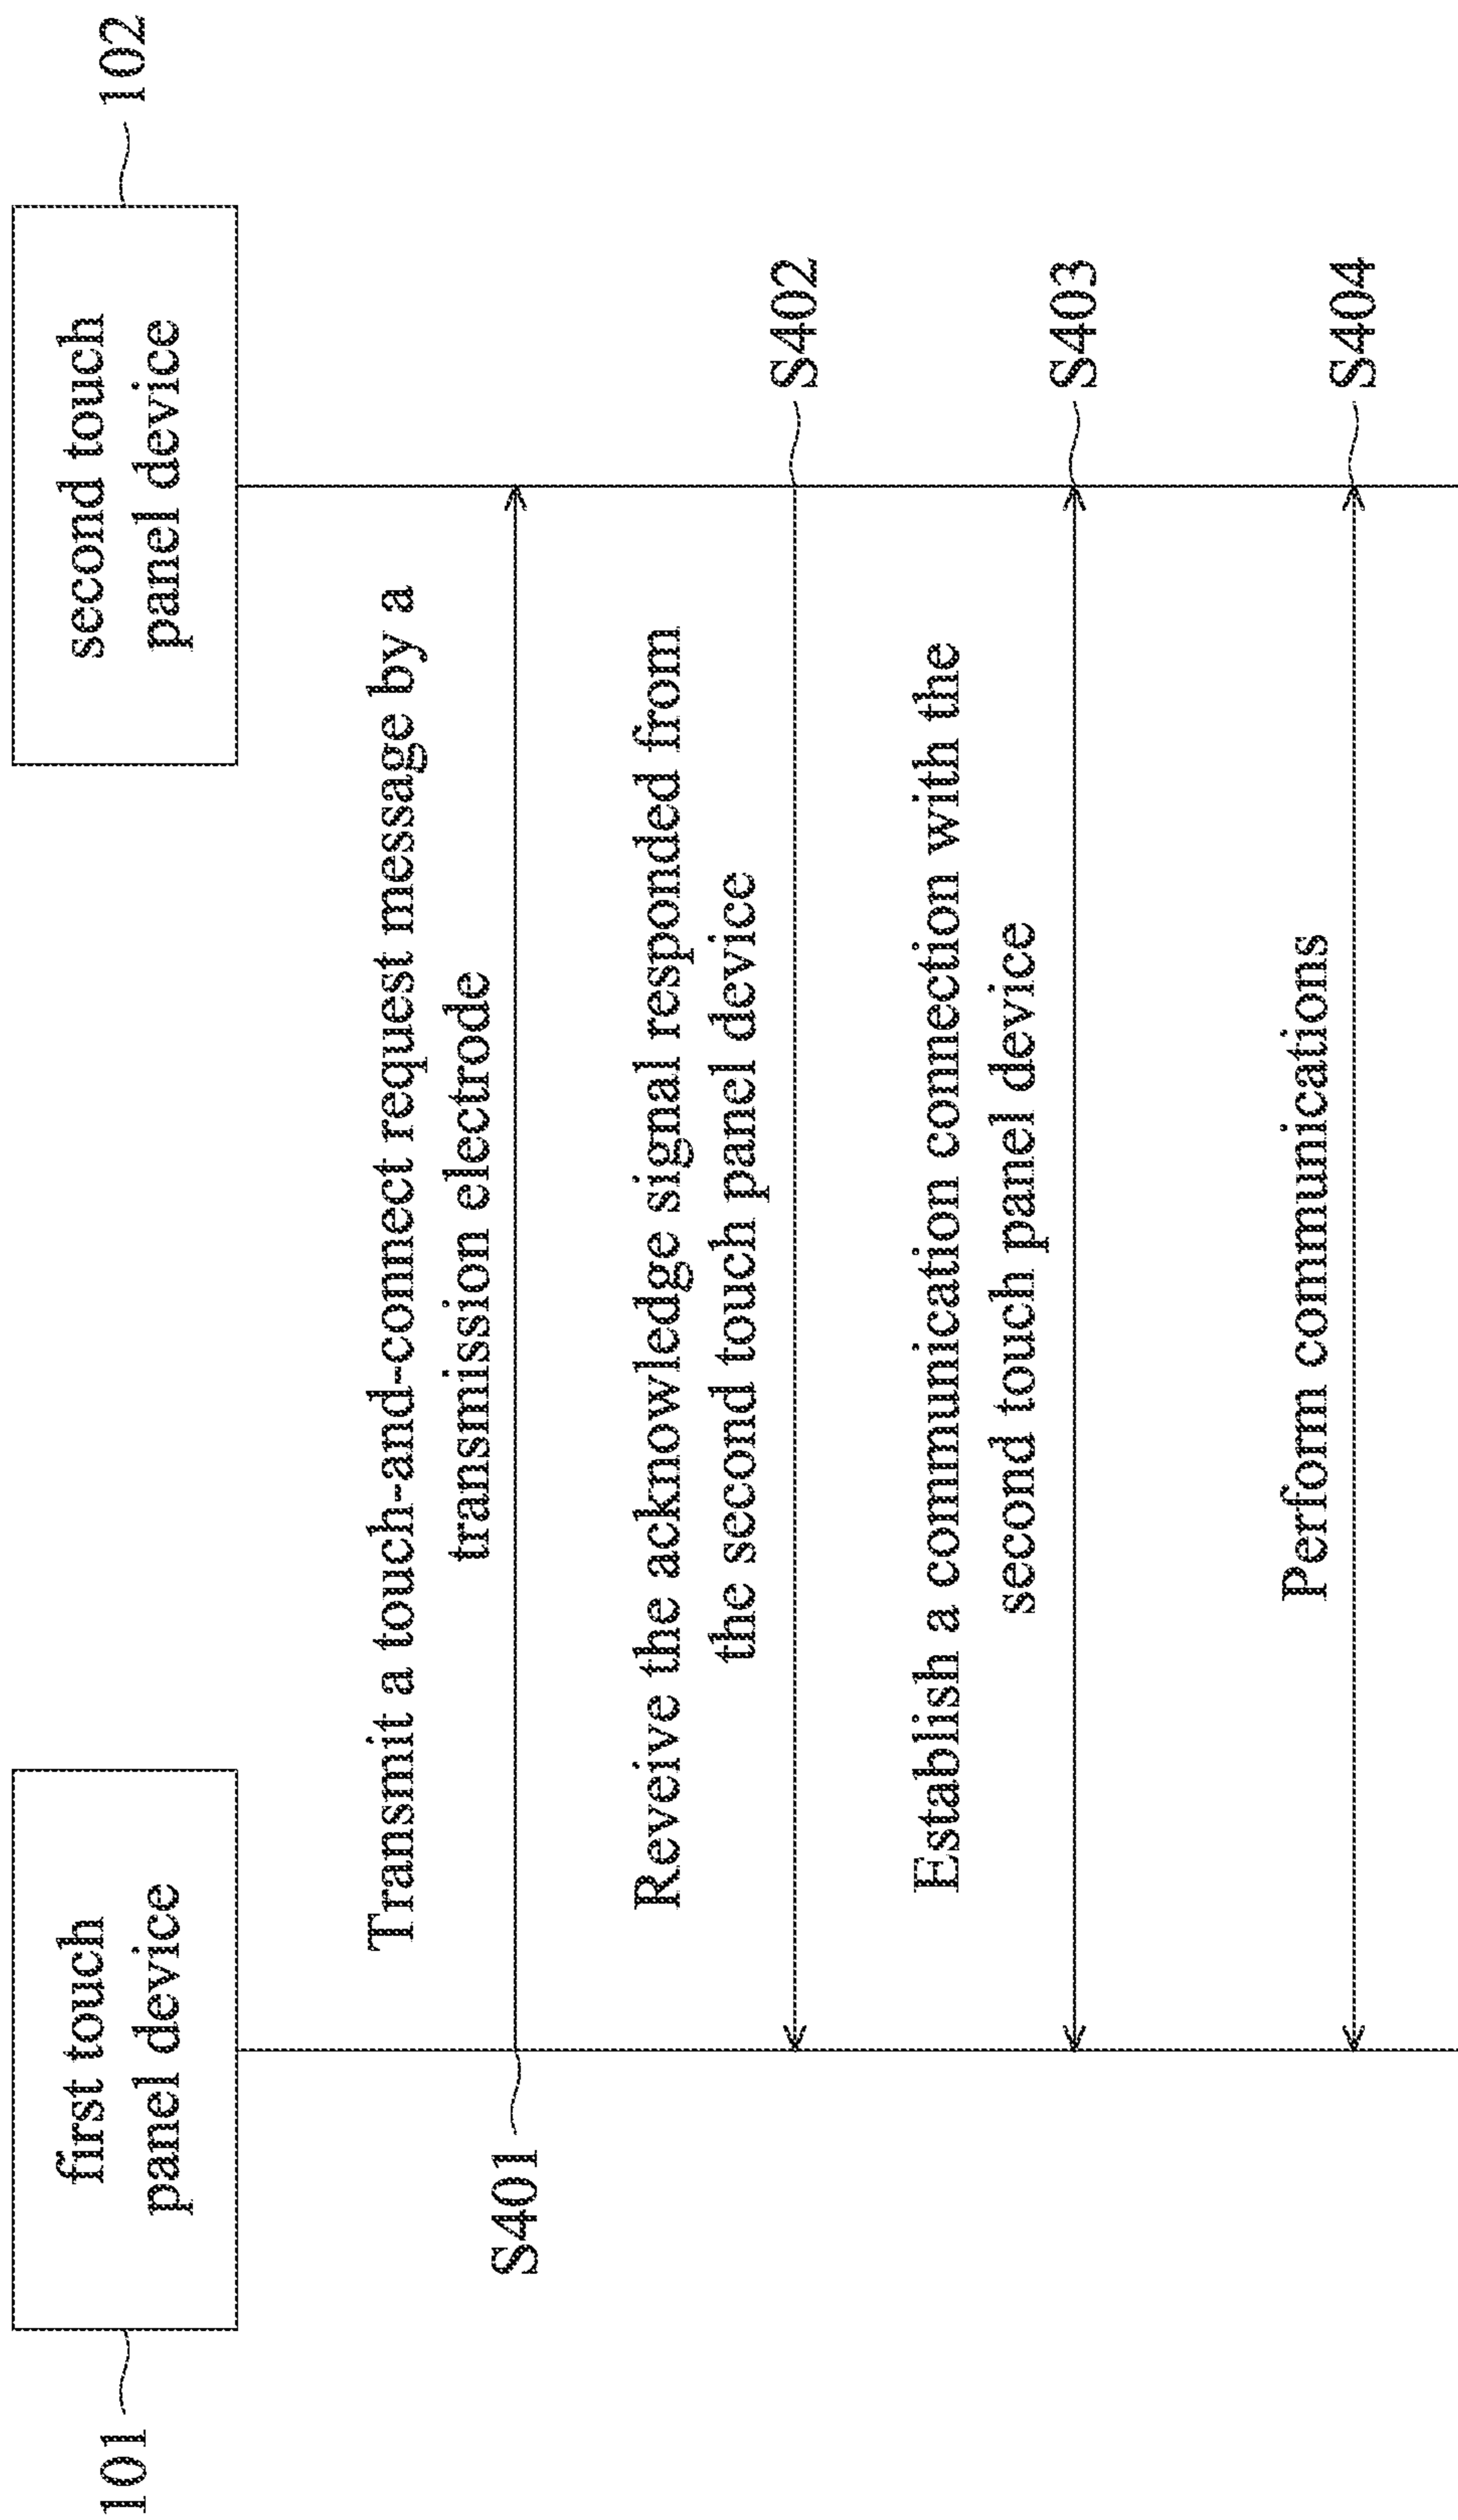 101
first touch
panel device
second touch
panel device
102
Transmit a touch-and-connect request message by a
transmission electrode
S401
Reveive the acknowledge signal responded from
the second touch panel device
S402
Establish a communication connection with the
second touch panel device
S403
Perform communications
S404